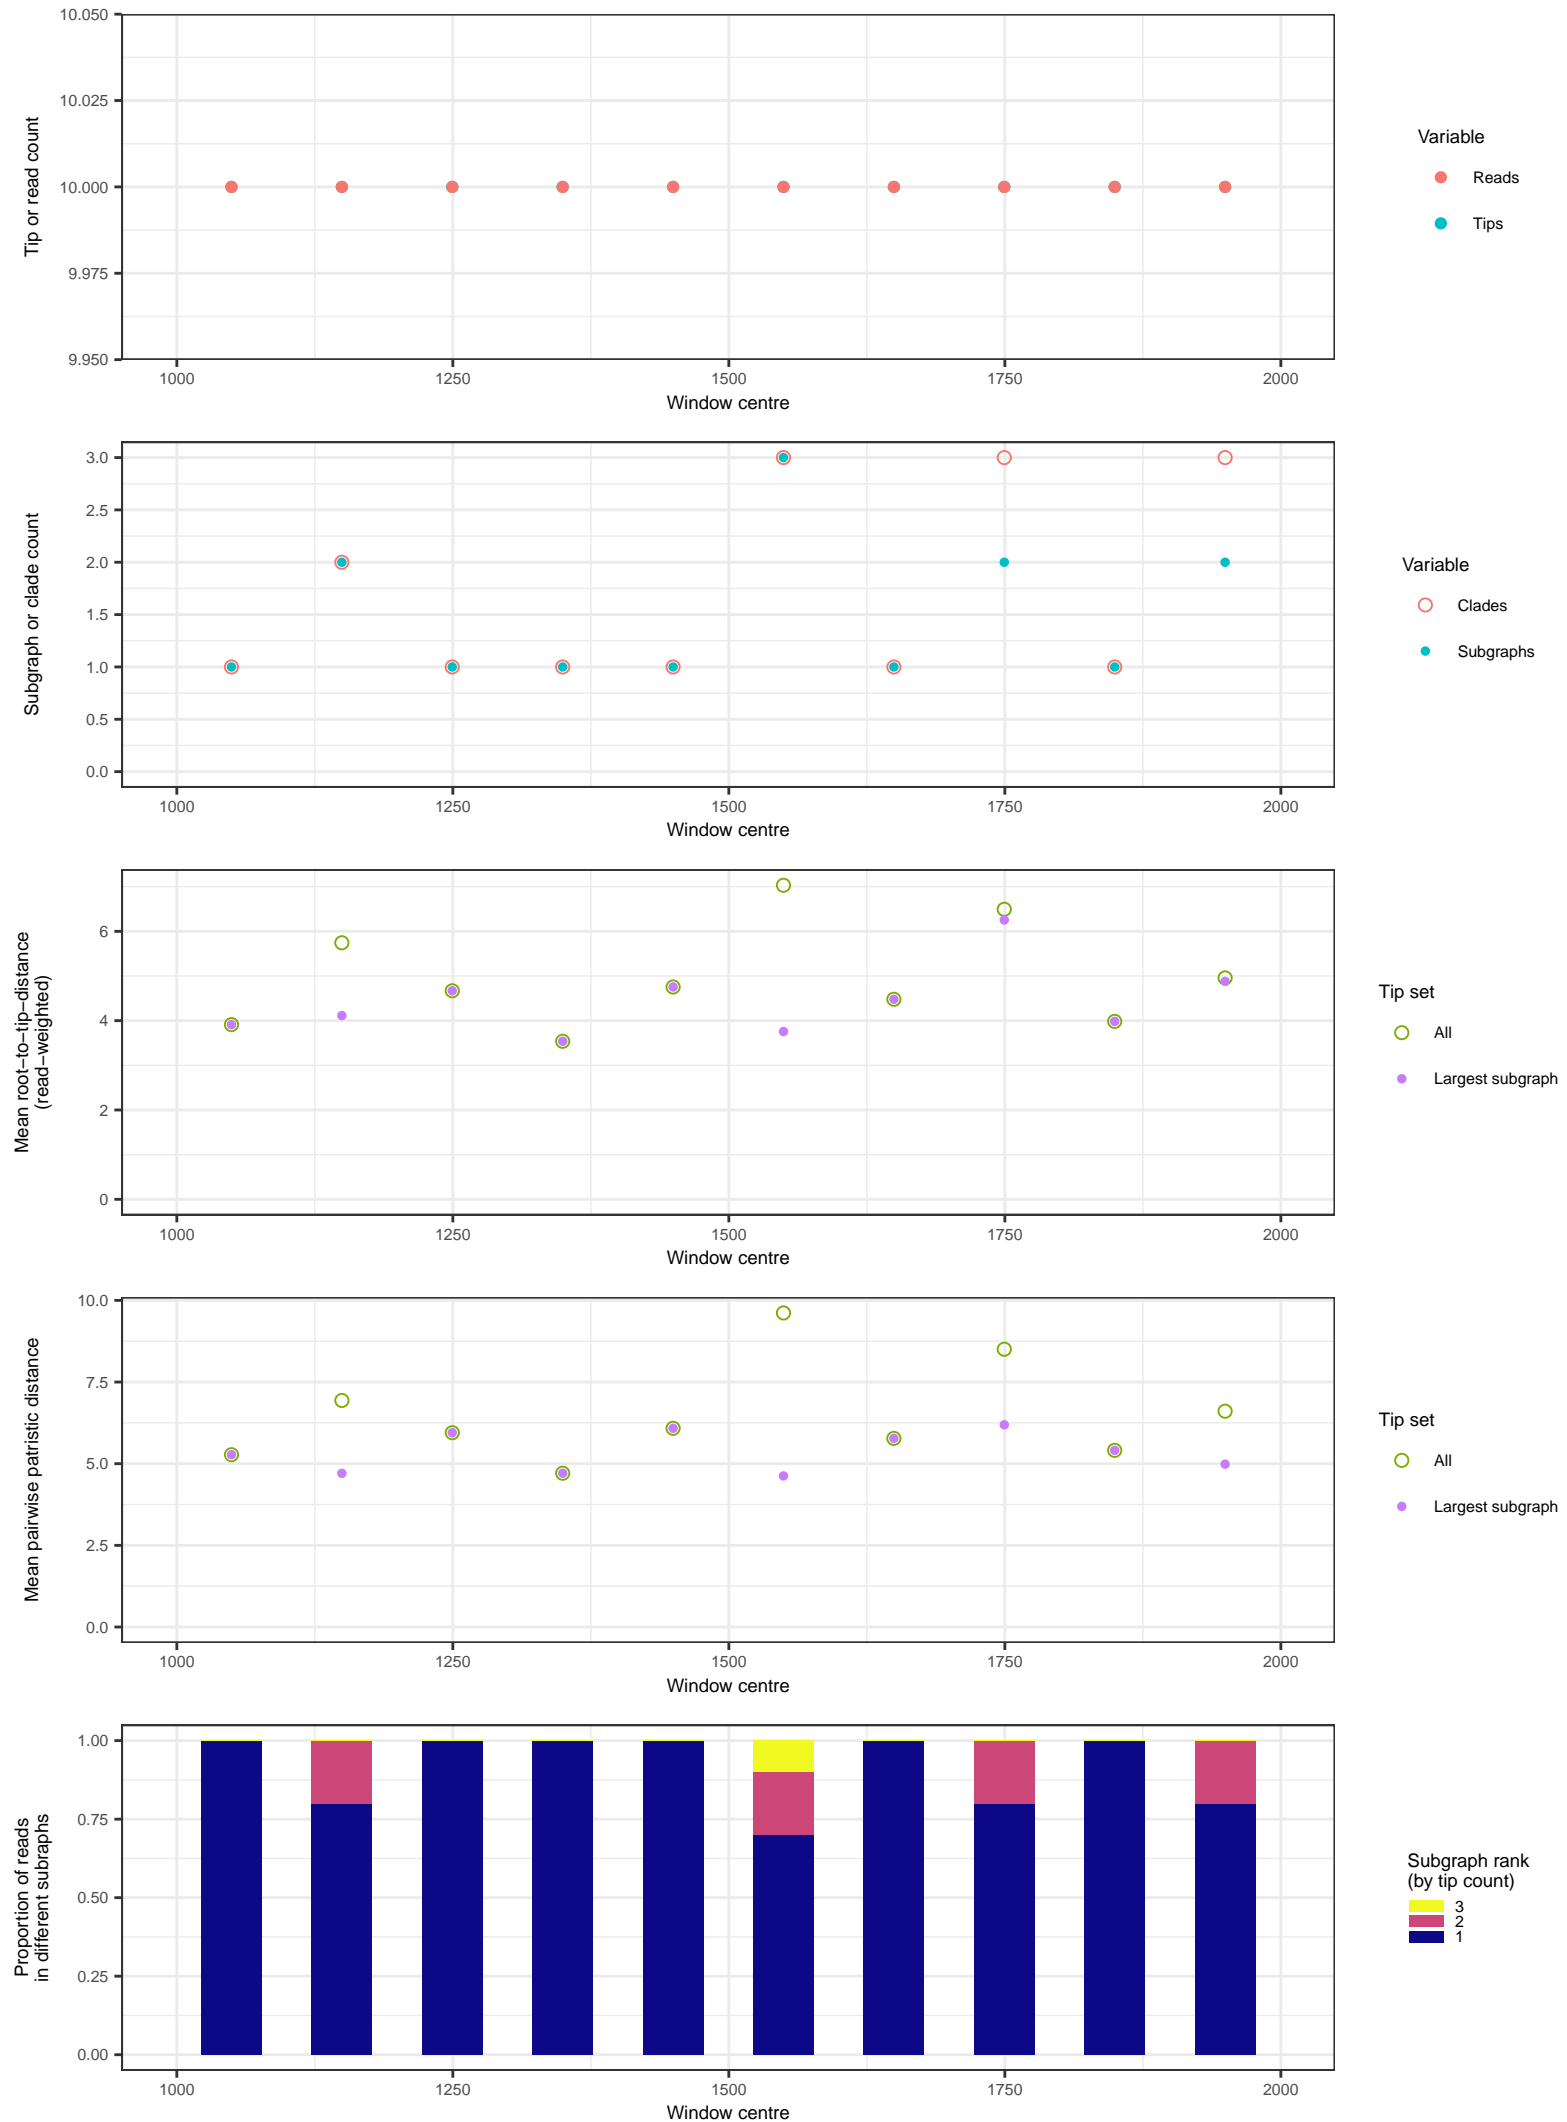 10.050
10.025
10.000
9.975
9.950
Tip or read count
1000 1250 1500 1750 2000
Window centre
Variable
Reads
Tips
3.0
2.5
2.0
1.5
1.0
0.5
0.0
Subgraph or clade count
1000 1250 1500 1750 2000
Window centre
Variable
Clades
Subgraphs
6
4
2
0
Mean root−to−tip−distance
(read−weighted)
1000 1250 1500 1750 2000
Window centre
Tip set
All
Largest subgraph
10.0
7.5
5.0
2.5
0.0
Mean pairwise patristic distance
1000 1250 1500 1750 2000
Window centre
Tip set
All
Largest subgraph
1.00
0.75
0.50
0.25
0.00
Proportion of reads
in different subraphs
1000 1250 1500 1750 2000
Window centre
Subgraph rank
(by tip count)
3
2
1